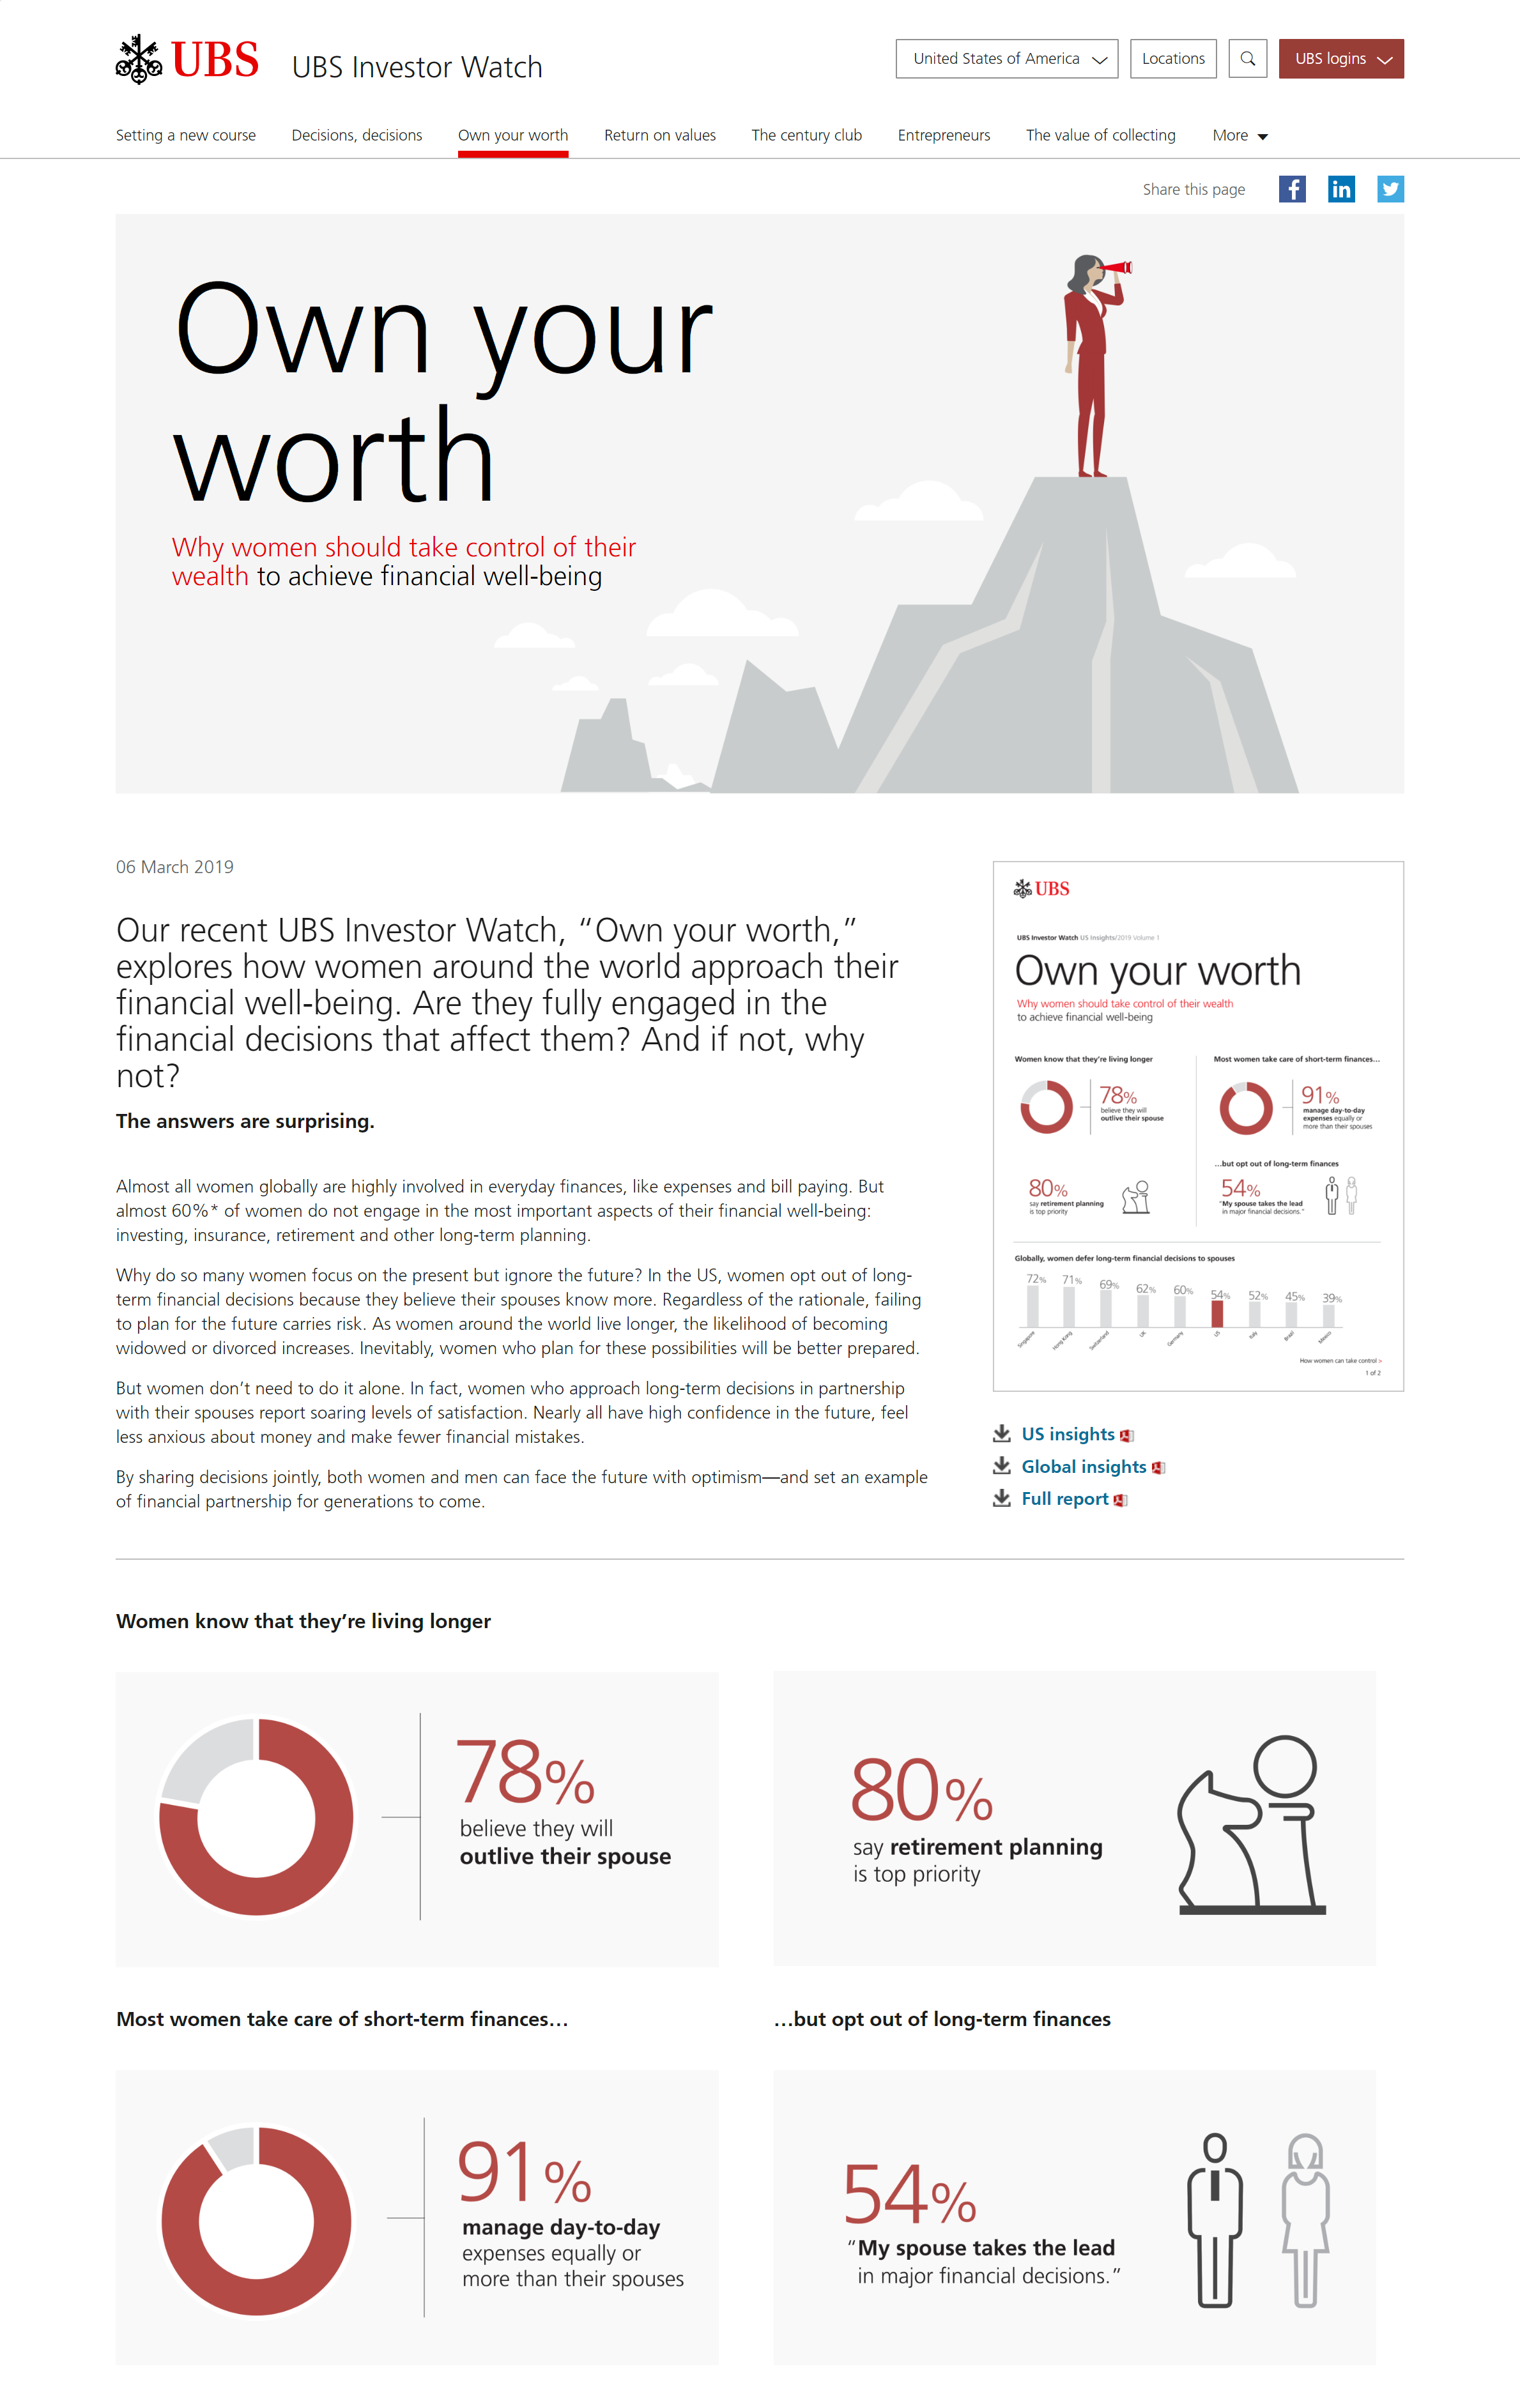 UBS
UBS Investor Watch
United States of America
Locations
UBS logins
Setting a new course
Decisions, decisions
Own your worth
Return on values
The century club
Entrepreneurs
The value of collecting
More
Share this page
Own your
worth
Why women should take control of their
wealth to achieve financial well-being
06 March 2019
Our recent UBS Investor Watch, “Own your worth,”
explores how women around the world approach their
financial well-being. Are they fully engaged in the
financial decisions that affect them? And if not, why
not?
The answers are surprising.
Almost all women globally are highly involved in everyday finances, like expenses and bill paying. But
almost 60%* of women do not engage in the most important aspects of their financial well-being:
investing, insurance, retirement and other long-term planning.
Why do so many women focus on the present but ignore the future? In the US, women opt out of long-
term financial decisions because they believe their spouses know more. Regardless of the rationale, failing
to plan for the future carries risk. As women around the world live longer, the likelihood of becoming
widowed or divorced increases. Inevitably, women who plan for these possibilities will be better prepared.
But women don’t need to do it alone. In fact, women who approach long-term decisions in partnership
with their spouses report soaring levels of satisfaction. Nearly all have high confidence in the future, feel
less anxious about money and make fewer financial mistakes.
By sharing decisions jointly, both women and men can face the future with optimism—and set an example
of financial partnership for generations to come.
UBS
UBS Investor Watch US Insights/2019 Volume 1
Own your worth
Why women should take control of their wealth
to achieve financial well-being
Women know that they’re living longer
78%
believe they will
outlive their spouse
80%
say retirement planning
is top priority
Most women take care of short-term finances...
91%
manage day-to-day
expenses equally or
more than their spouses
...but opt out of long-term finances
54%
“My spouse takes the lead
in major financial decisions.”
Globally, women defer long-term financial decisions to spouses
72% 71% 69% 62% 60% 54% 52% 45% 39%
Singapore Hong Kong Switzerland UK Germany US Italy Brazil Mexico
How women can take control >
1 of 2
US insights
Global insights
Full report
Women know that they’re living longer
78%
believe they will
outlive their spouse
80%
say retirement planning
is top priority
Most women take care of short-term finances...
91%
manage day-to-day
expenses equally or
more than their spouses
...but opt out of long-term finances
54%
“My spouse takes the lead
in major financial decisions.”